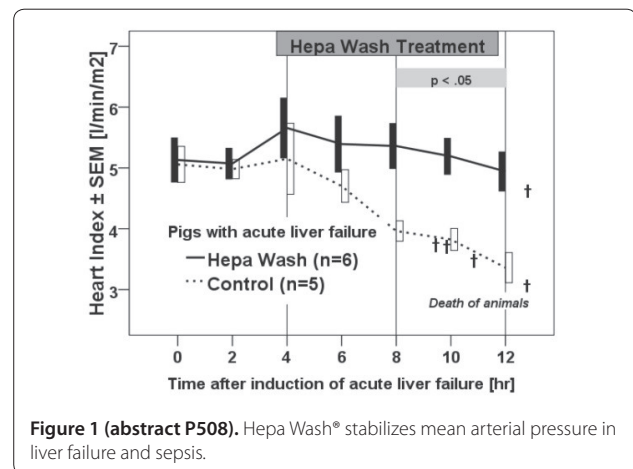 Hepa Wash Treatment
p < .05
Heart Index ± SEM [l/min/m2]
7
6
5
4
3
Pigs with acute liver failure
Hepa Wash (n=6)
Control (n=5)
† † † † †
Death of animals
0 2 4 6 8 10 12
Time after induction of acute liver failure [hr]
Figure 1 (abstract P508). Hepa Wash® stabilizes mean arterial pressure in
liver failure and sepsis.